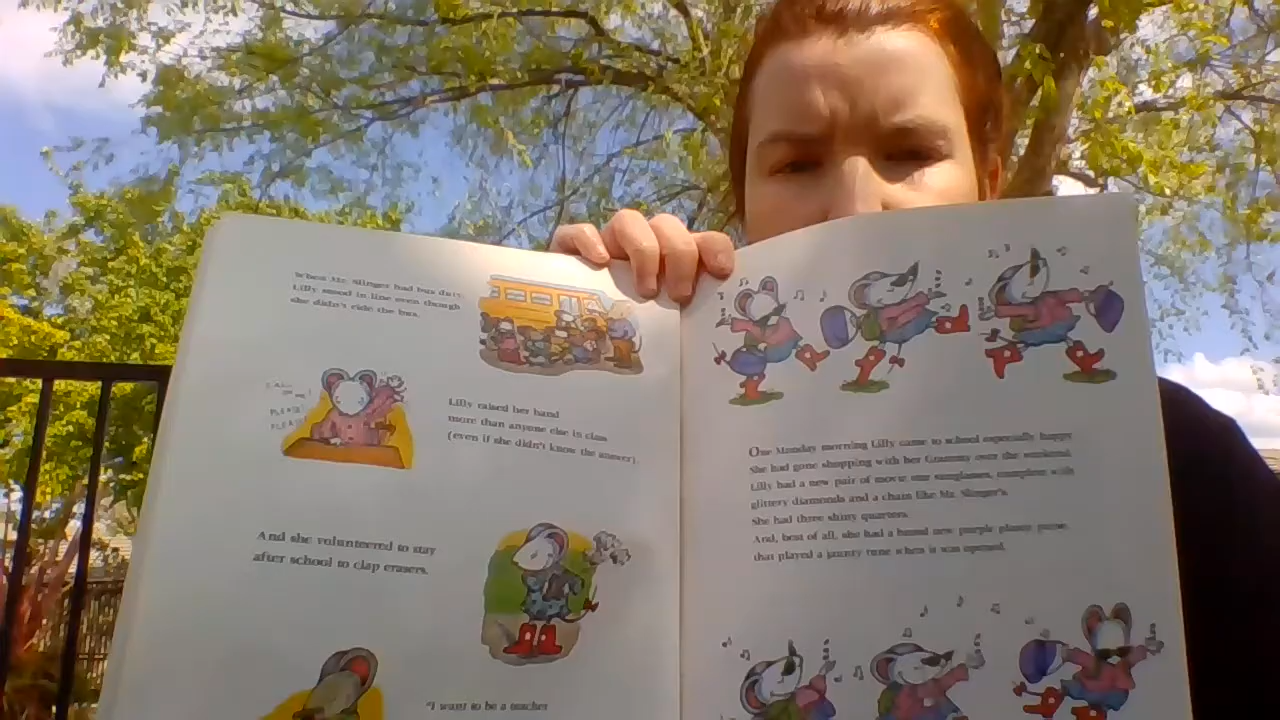 When Mr. Slinger had bus duty,
Lilly stood in line even though
she didn't ride the bus.
Lilly raised her hand
more than anyone else in class
(even if she didn't know the answer).
And she volunteered to stay
after school to clap erasers.
"I want to be a teacher
One Monday morning Lilly came to school especially happy.
She had gone shopping with her Grammy over the weekend.
Lilly had a new pair of movie star sunglasses, complete with
glittery diamonds and a chain like Mr. Slinger's.
She had three shiny quarters.
And, best of all, she had a brand new purple plastic purse
that played a jaunty tune when it was opened.